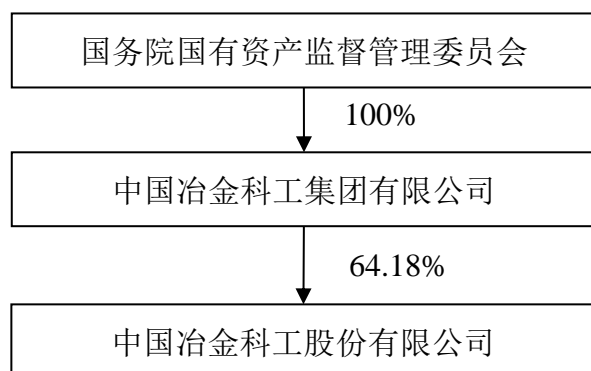 国务院国有资产监督管理委员会
100%
中国冶金科工集团有限公司
64.18%
中国冶金科工股份有限公司